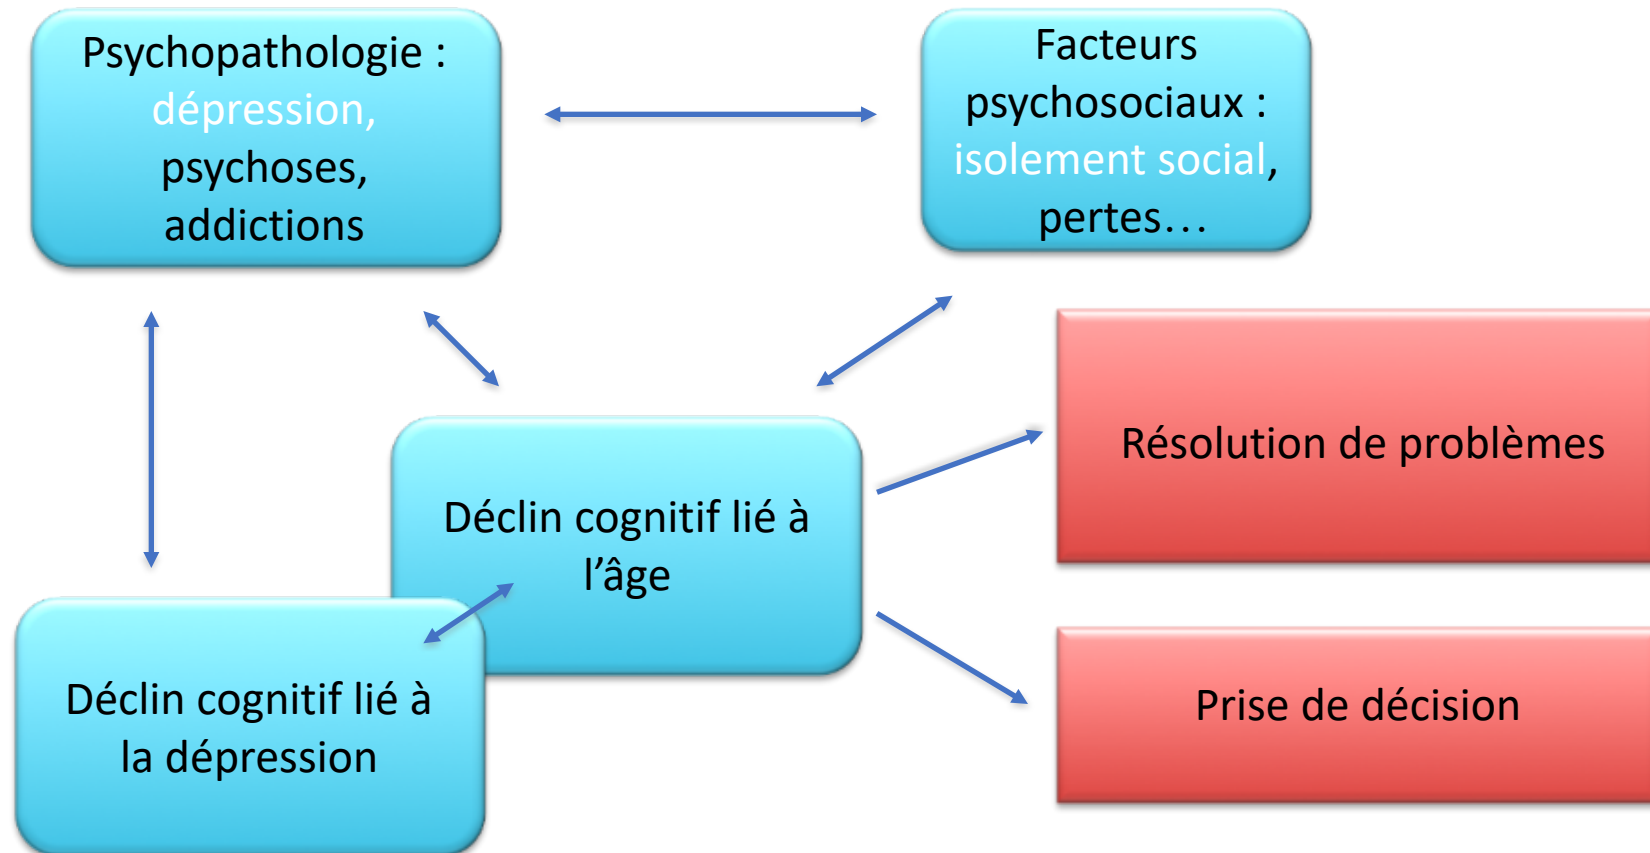 Psychopathologie :
dépression,
psychoses,
addictions
Facteurs
psychosociaux :
isolement social,
pertes…
Résolution de problèmes
Déclin cognitif lié à
l’âge
Déclin cognitif lié à
la dépression
Prise de décision